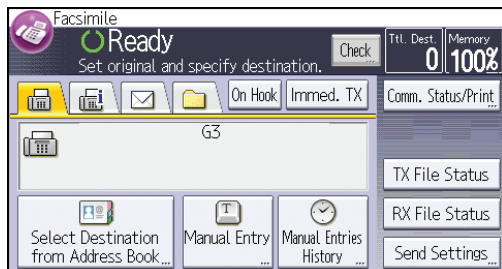 Facsimile
Ready
Set original and specify destination.
Check
Ttl. Dest.
0
Memory
100%
On Hook
Immed. TX
Comm. Status/Print
G3
TX File Status
RX File Status
Send Settings
Select Destination
from Address Book
T
Manual Entry
Manual Entries
History